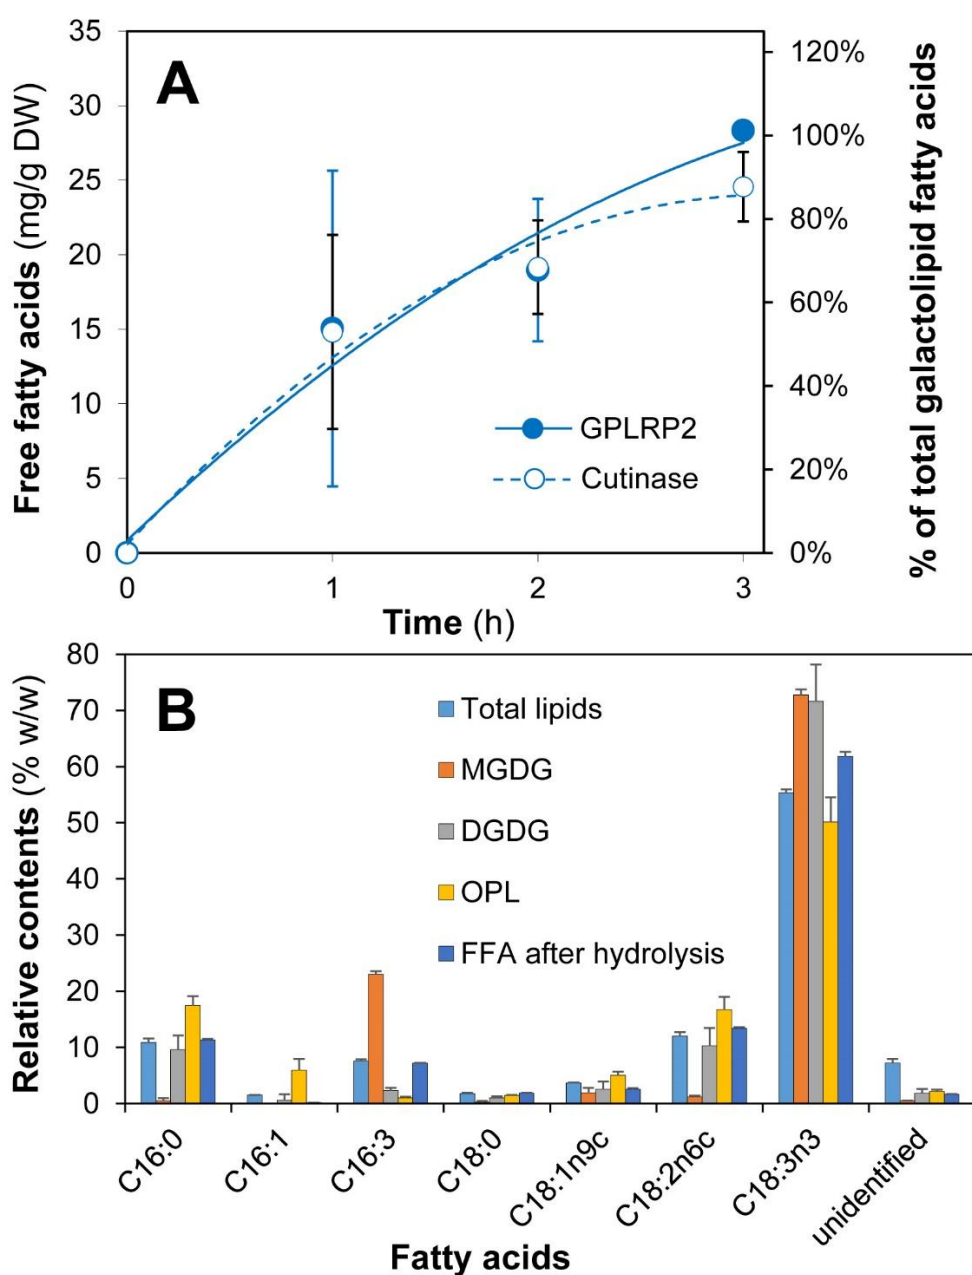 A
Free fatty acids (mg/g DW)
35
30
25
20
15
10
5
0
120%
100%
80%
60%
40%
20%
0%
% of total galactolipid fatty acids
GPLRP2
Cutinase
0 1 2 3
Time (h)
B
Relative contents (% w/w)
80
70
60
50
40
30
20
10
0
Total lipids
MGDG
DGDG
OPL
FFA after hydrolysis
C16:0
C16:1
C16:3
C18:0
C18:1n9c
C18:2n6c
C18:3n3
unidentified
Fatty acids